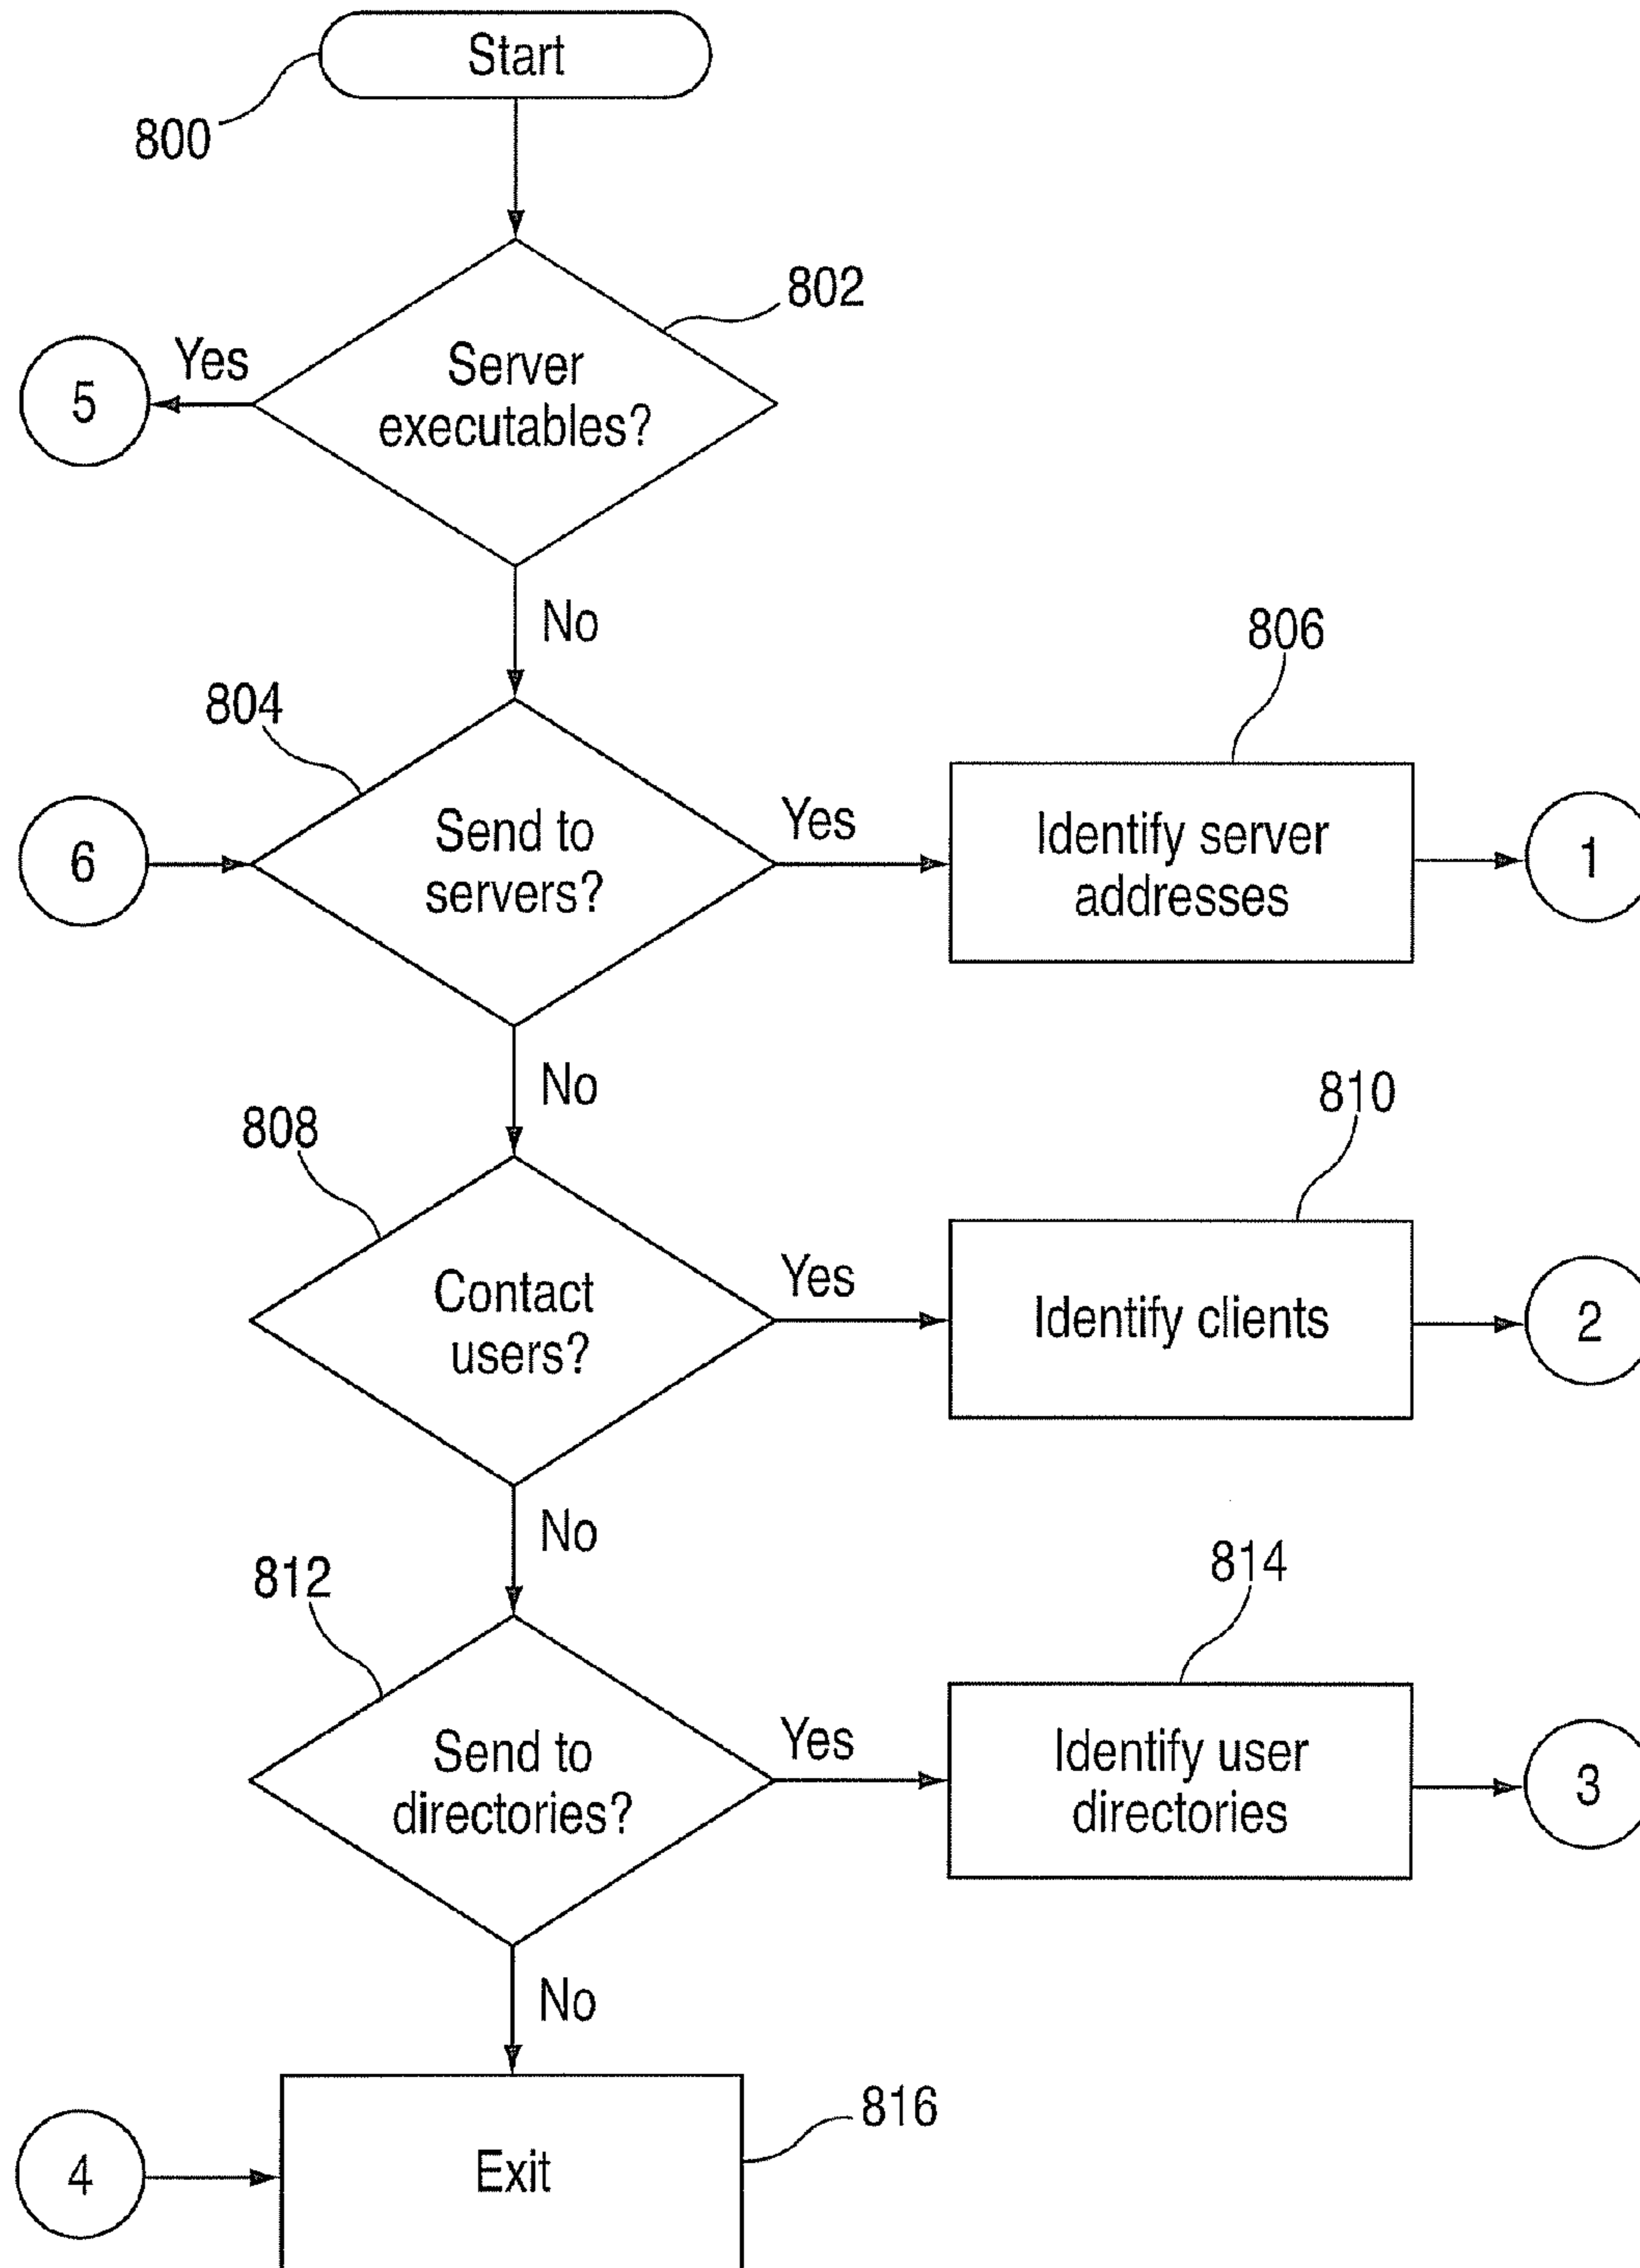 Start
800
802
Yes
5
Server
executables?
No
806
804
6
Send to
servers?
Yes
Identify server
addresses
1
No
810
808
Contact
users?
Yes
Identify clients
2
No
814
812
Send to
directories?
Yes
Identify user
directories
3
No
816
4
Exit